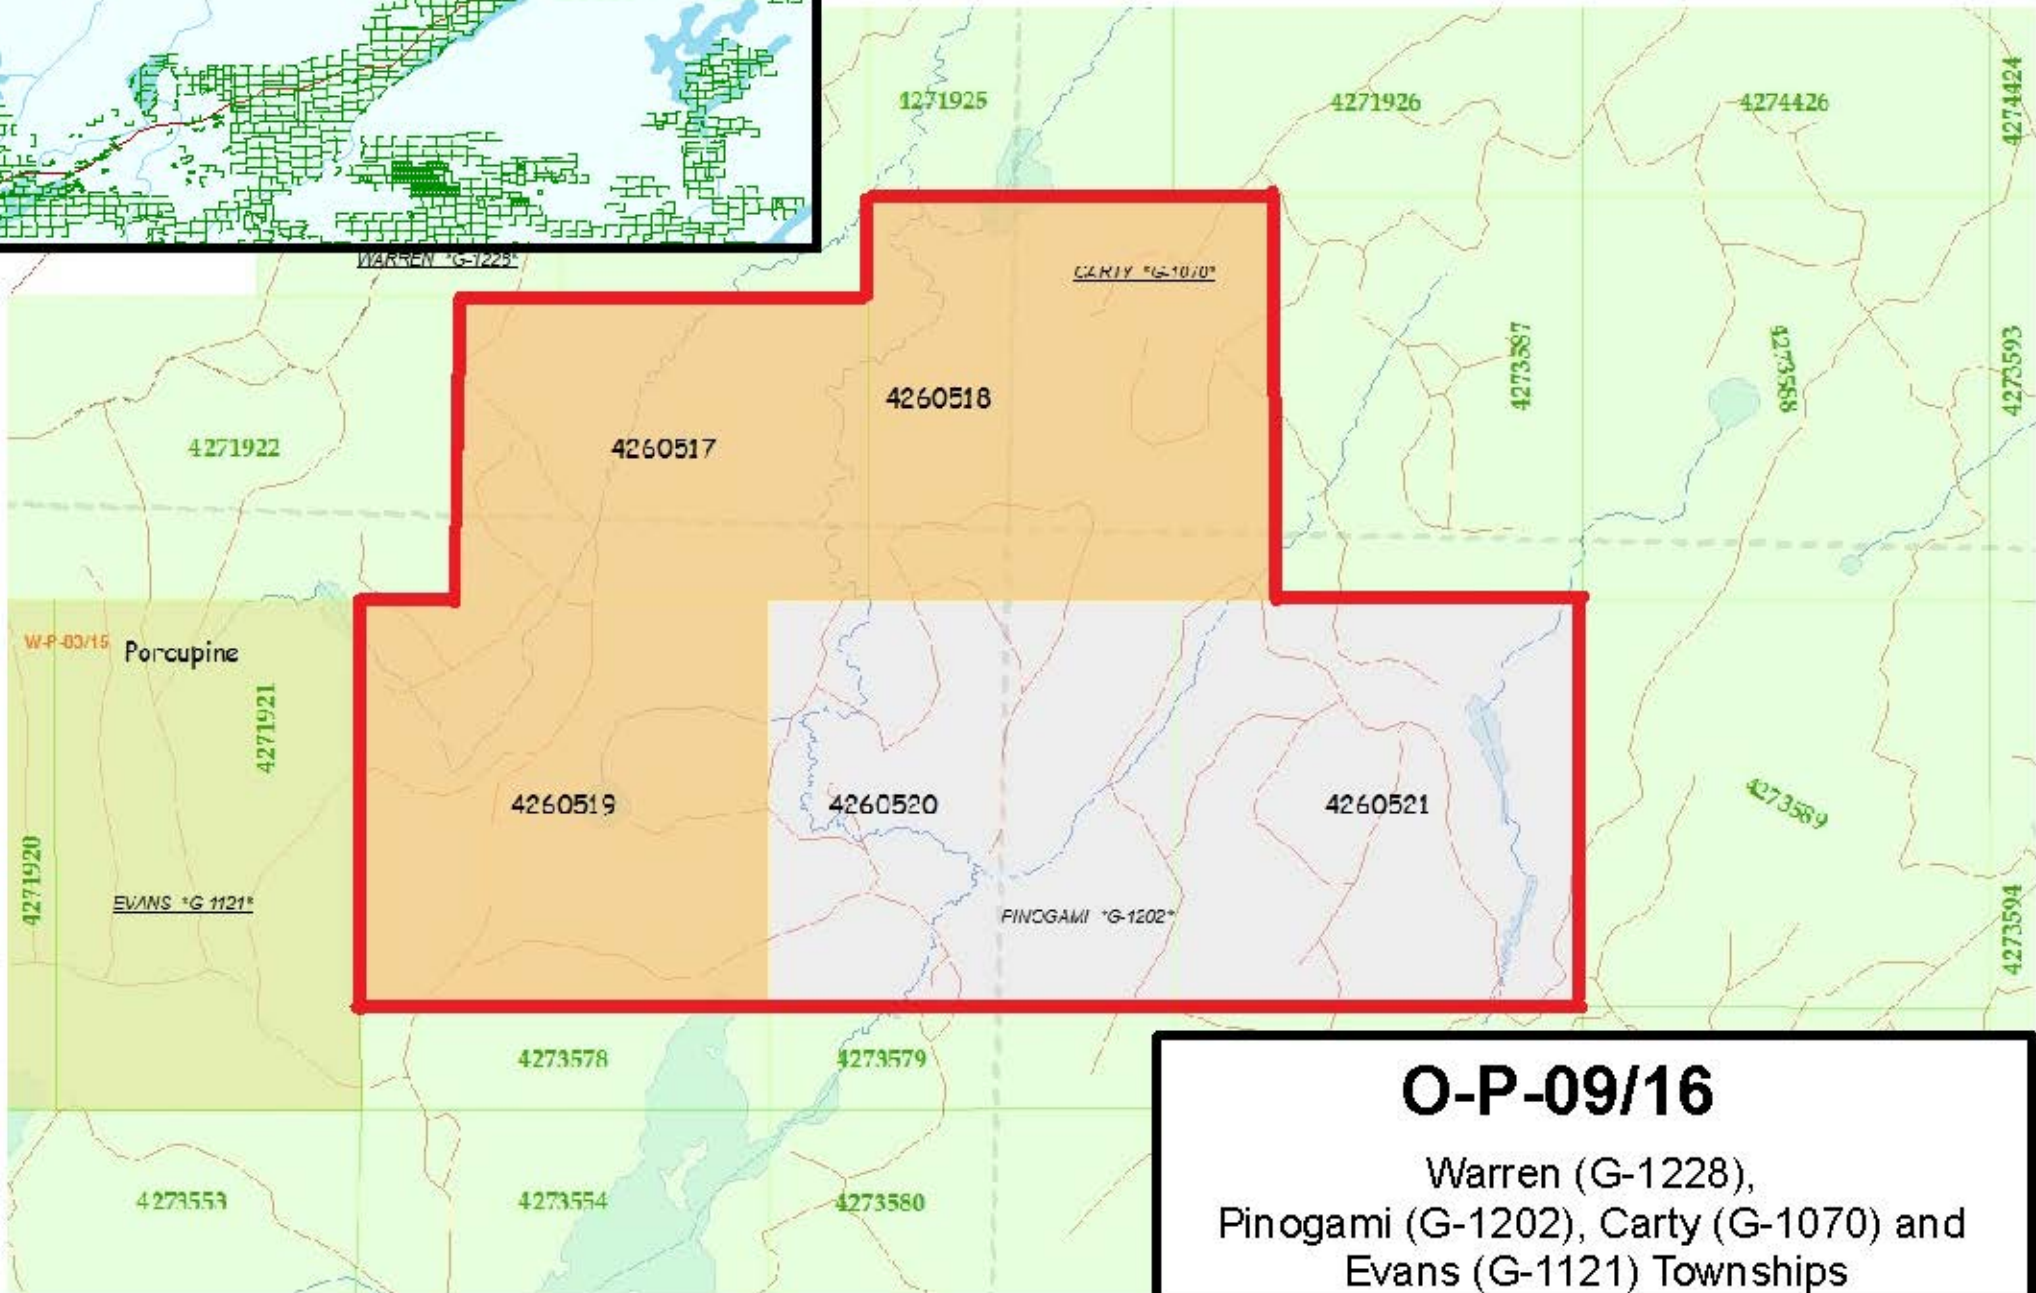 1271925
4271926
4274426
4274424
WARREN *G-1228*
CARTY *G-1070*
4260518
4273587
4273588
4273593
4271922
4260517
W-P-03/15
Porcupine
4271921
4260519
4260520
4260521
4273589
4271920
EVANS *G 1121*
PINOGAMI *G-1202*
4273594
4273578
4273579
4273553
4273554
4273580
O-P-09/16
Warren (G-1228),
Pinogami (G-1202), Carty (G-1070) and
Evans (G-1121) Townships